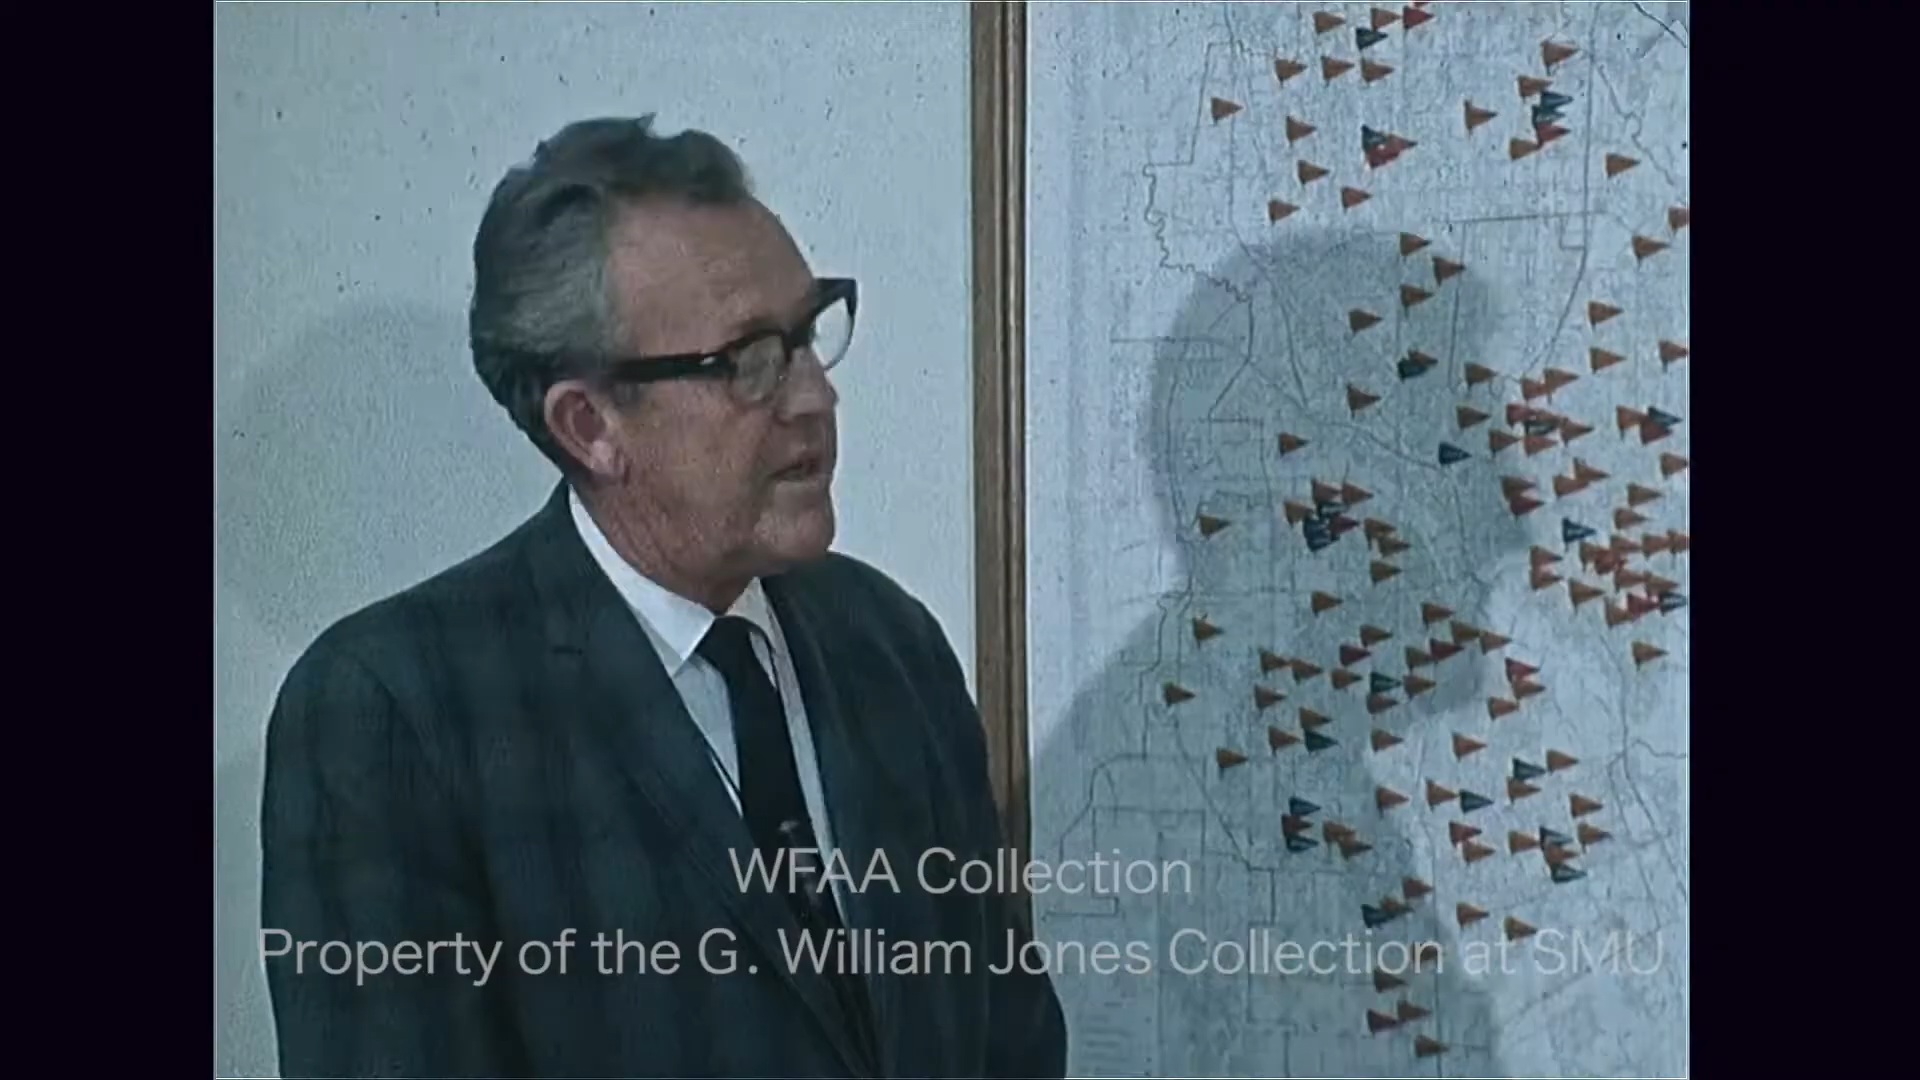 WFAA Collection
Property of the G. William Jones Collection at SMU